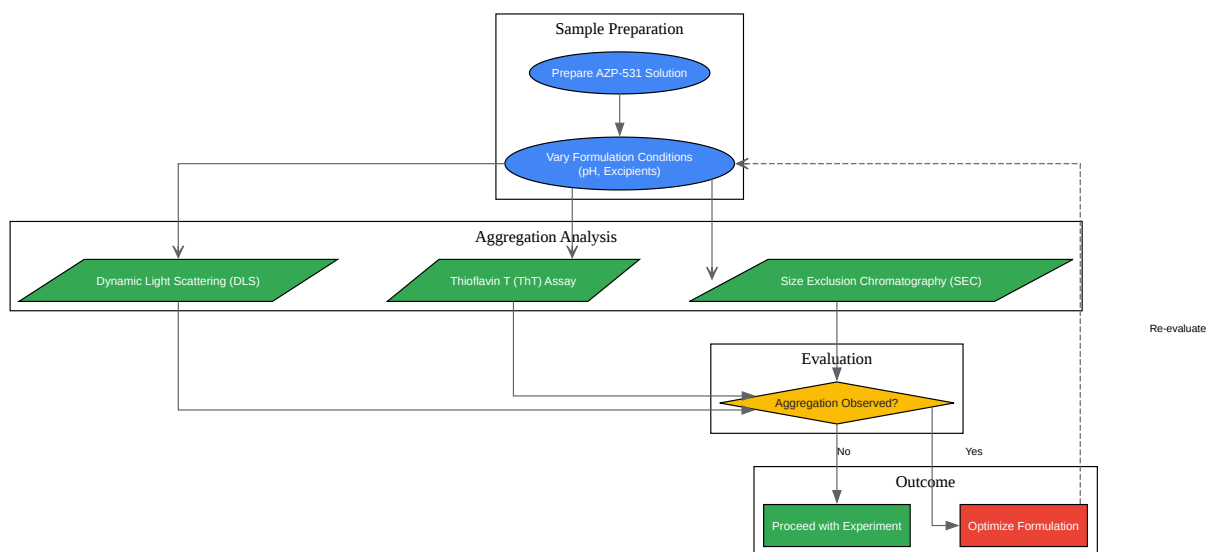 Sample Preparation
Prepare AZP-531 Solution
Vary Formulation Conditions
(pH, Excipients)
Aggregation Analysis
Dynamic Light Scattering (DLS)
Thioflavin T (ThT) Assay
Size Exclusion Chromatography (SEC)
Re-evaluate
Evaluation
Aggregation Observed?
No
Yes
Outcome
Proceed with Experiment
Optimize Formulation